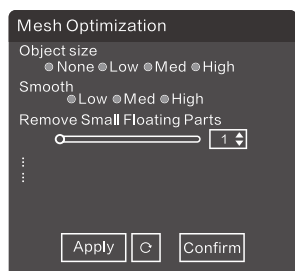 Mesh Optimization
Object size
None Low Med High
Smooth
Low Med High
Remove Small Floating Parts
1
Apply Confirm